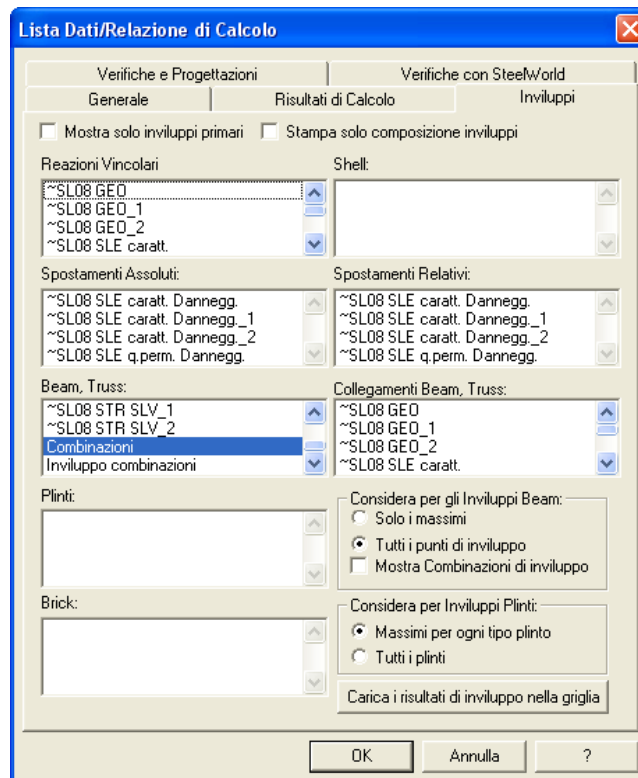 Lista Dati/Relazione di Calcolo
Verifiche e Progettazioni
Verifiche con SteelWorld
Generale
Risultati di Calcolo
Inviluppi
Mostra solo inviluppi primari
Stampa solo composizione inviluppi
Reazioni Vincolari
~SL08 GEO
~SL08 GEO_1
~SL08 GEO_2
~SL08 SLE caratt.
Shell:
Spostamenti Assoluti:
~SL08 SLE caratt. Dannegg.
~SL08 SLE caratt. Dannegg._1
~SL08 SLE caratt. Dannegg._2
~SL08 SLE q.perm. Dannegg.
Spostamenti Relativi:
~SL08 SLE caratt. Dannegg.
~SL08 SLE caratt. Dannegg._1
~SL08 SLE caratt. Dannegg._2
~SL08 SLE q.perm. Dannegg.
Beam, Truss:
~SL08 STR SLV_1
~SL08 STR SLV_2
Combinazioni
Inviluppo combinazioni
Collegamenti Beam, Truss:
~SL08 GEO
~SL08 GEO_1
~SL08 GEO_2
~SL08 SLE caratt.
Plinti:
Considera per gli Inviluppi Beam:
Solo i massimi
Tutti i punti di inviluppo
Mostra Combinazioni di inviluppo
Brick:
Considera per Inviluppi Plinti:
Massimi per ogni tipo plinto
Tutti i plinti
Carica i risultati di inviluppo nella griglia
OK
Annulla
?